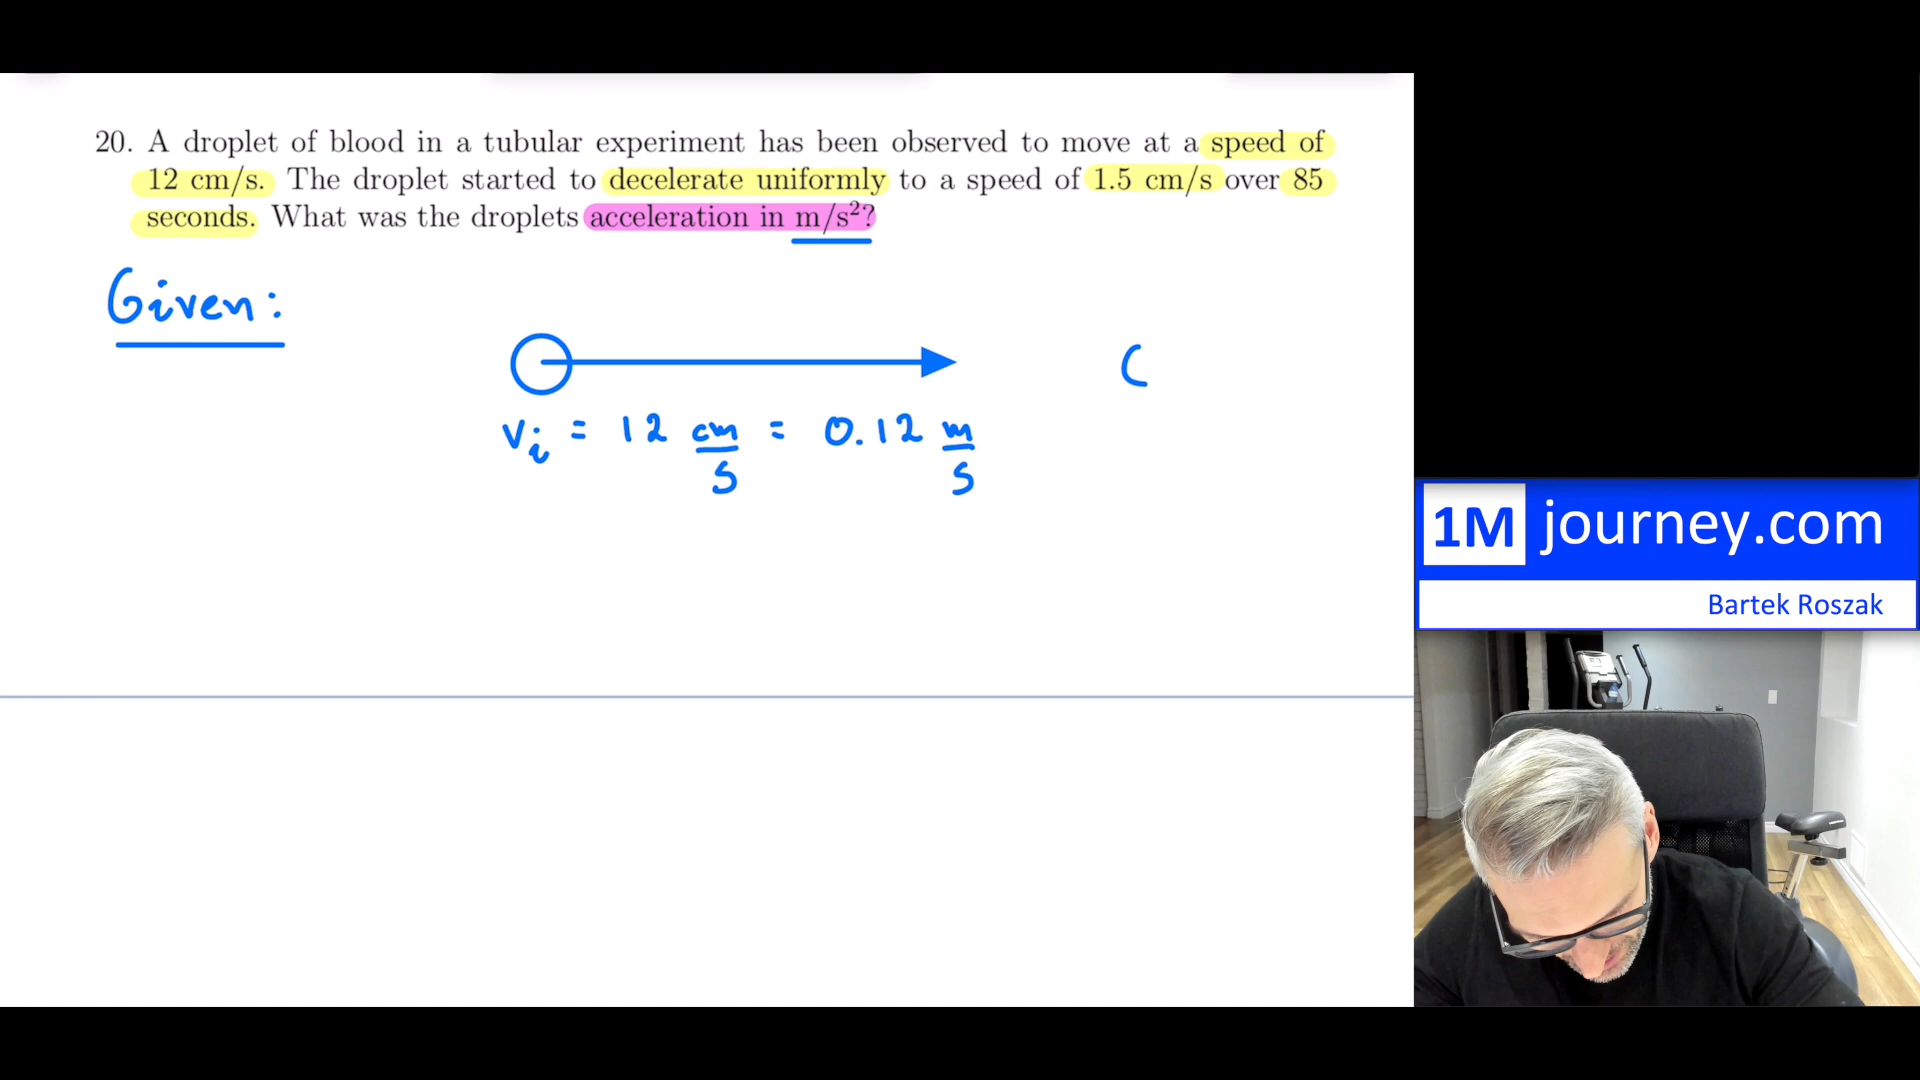 20. A droplet of blood in a tubular experiment has been observed to move at a speed of
12 cm/s. The droplet started to decelerate uniformly to a speed of 1.5 cm/s over 85
seconds. What was the droplets acceleration in m/s²?
Given:
vi = 12 cm/s = 0.12 m/s
1M journey.com
Bartek Roszak